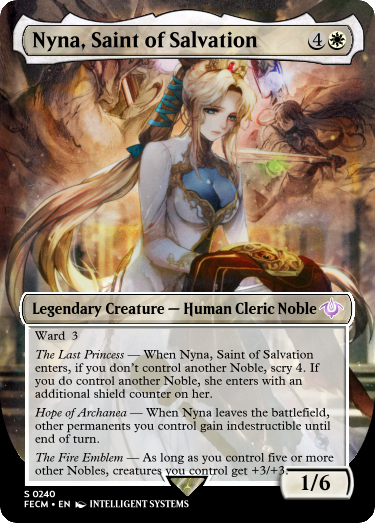 Nyna, Saint of Salvation 4
Legendary Creature — Human Cleric Noble
Ward 3
The Last Princess — When Nyna, Saint of Salvation
enters, if you don't control another Noble, scry 4. If
you do control another Noble, she enters with an
additional shield counter on her.
Hope of Archanea — When Nyna leaves the battlefield,
other permanents you control gain indestructible until
end of turn.
The Fire Emblem — As long as you control five or more
other Nobles, creatures you control get +3/+3.
1/6
S 0240
FECM • EN INTELLIGENT SYSTEMS